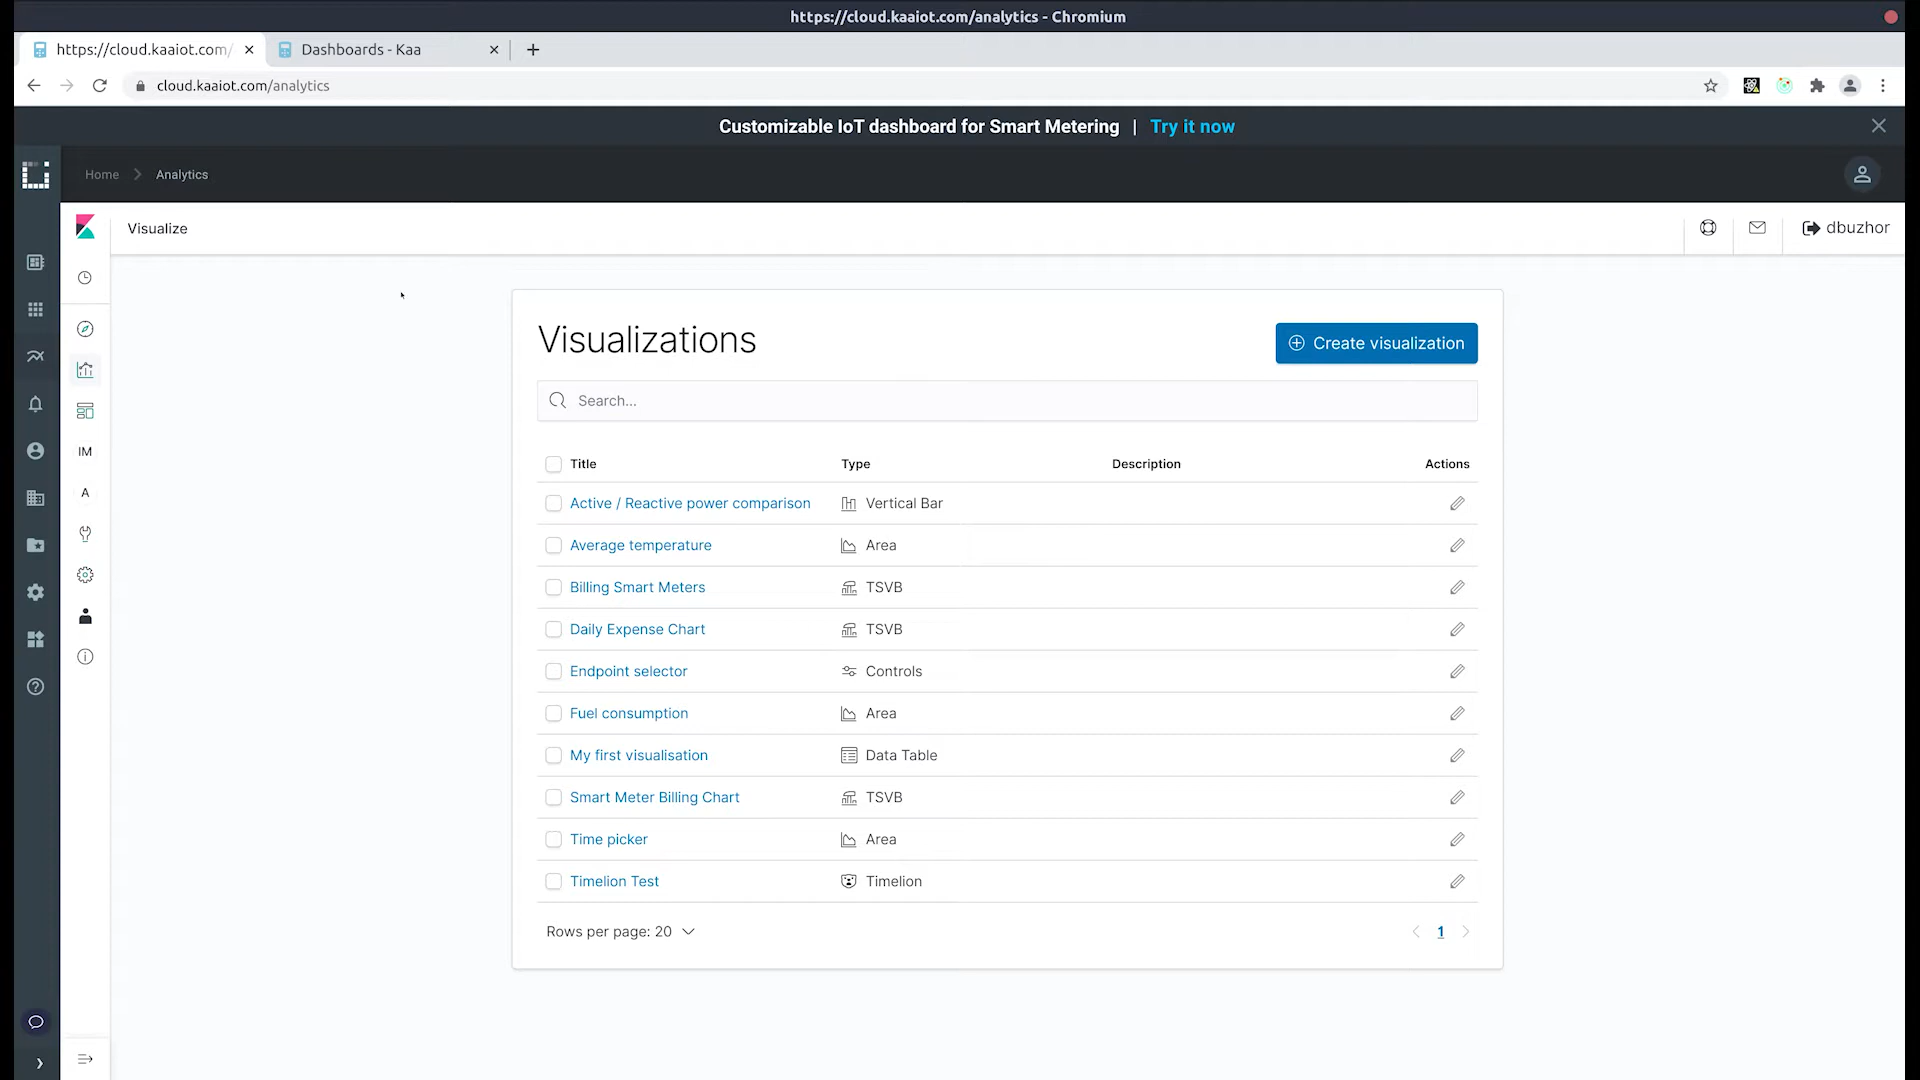 https://cloud.kaaiot.com/analytics - Chromium
https://cloud.kaaiot.com/
Dashboards - Kaa
cloud.kaaiot.com/analytics
Customizable IoT dashboard for Smart Metering | Try it now
Home Analytics
Visualize
dbuzhor
Visualizations
Create visualization
Search...
Title Type Description Actions
Active / Reactive power comparison Vertical Bar
Average temperature Area
Billing Smart Meters TSVB
Daily Expense Chart TSVB
Endpoint selector Controls
Fuel consumption Area
My first visualisation Data Table
Smart Meter Billing Chart TSVB
Time picker Area
Timelion Test Timelion
Rows per page: 20
1
IM
A